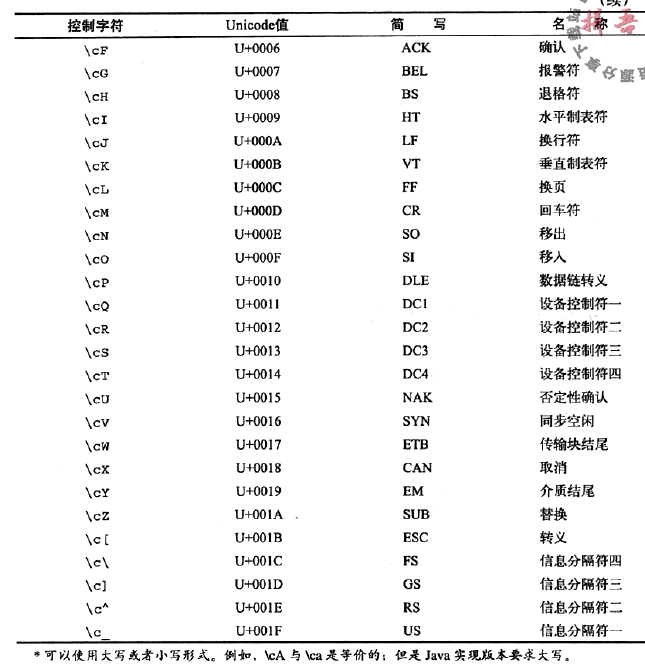 (续)
控制字符 Unicode值 简 写 名 称
\cF U+0006 ACK 确认
\cG U+0007 BEL 报警符
\cH U+0008 BS 退格符
\cI U+0009 HT 水平制表符
\cJ U+000A LF 换行符
\cK U+000B VT 垂直制表符
\cL U+000C FF 换页
\cM U+000D CR 回车符
\cN U+000E SO 移出
\cO U+000F SI 移入
\cP U+0010 DLE 数据链转义
\cQ U+0011 DC1 设备控制符一
\cR U+0012 DC2 设备控制符二
\cS U+0013 DC3 设备控制符三
\cT U+0014 DC4 设备控制符四
\cU U+0015 NAK 否定性确认
\cV U+0016 SYN 同步空闲
\cW U+0017 ETB 传输块结尾
\cX U+0018 CAN 取消
\cY U+0019 EM 介质结尾
\cZ U+001A SUB 替换
\c[ U+001B ESC 转义
\c\ U+001C FS 信息分隔符四
\c] U+001D GS 信息分隔符三
\c^ U+001E RS 信息分隔符二
\c_ U+001F US 信息分隔符一
* 可以使用大写或者小写形式。例如，\cA 与 \ca 是等价的；但是 Java 实现版本要求大写。